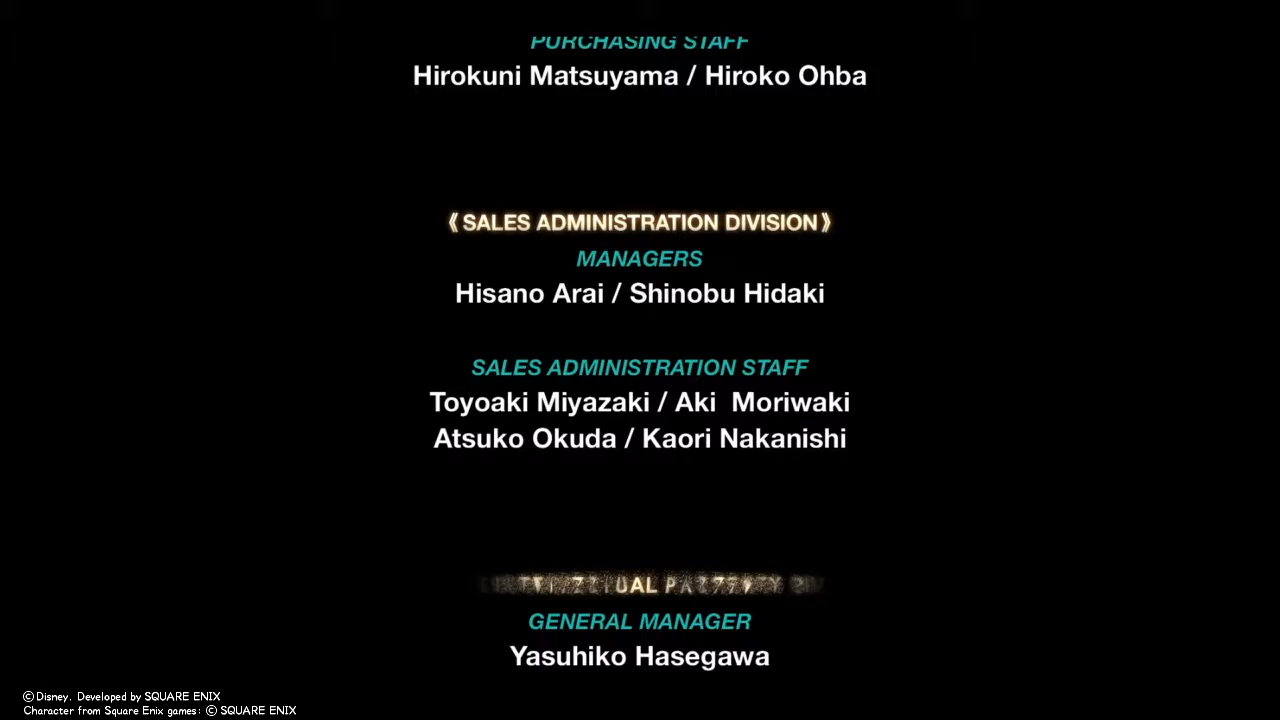 PURCHASING STAFF
Hirokuni Matsuyama / Hiroko Ohba
《SALES ADMINISTRATION DIVISION》
MANAGERS
Hisano Arai / Shinobu Hidaki
SALES ADMINISTRATION STAFF
Toyoaki Miyazaki / Aki  Moriwaki
Atsuko Okuda / Kaori Nakanishi
GENERAL MANAGER
Yasuhiko Hasegawa
©Disney. Developed by SQUARE ENIX
Character from Square Enix games: © SQUARE ENIX